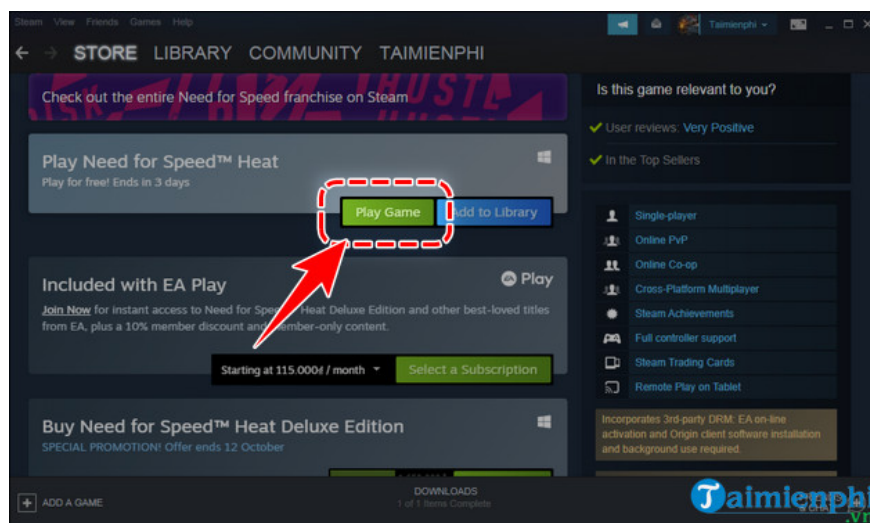 Steam View Friends Games Help
Taimienphi
STORE LIBRARY COMMUNITY TAIMIENPHI
Check out the entire Need for Speed franchise on Steam
Play Need for Speed™ Heat
Play for free! Ends in 3 days
Play Game
Add to Library
Included with EA Play
Play
Join Now for instant access to Need for Speed Heat Deluxe Edition and other best-loved titles
from EA, plus a 10% member discount and member-only content.
Starting at 115.000₫ / month
Select a Subscription
Buy Need for Speed™ Heat Deluxe Edition
SPECIAL PROMOTION! Offer ends 12 October
Is this game relevant to you?
User reviews: Very Positive
In the Top Sellers
Single-player
Online PvP
Online Co-op
Cross-Platform Multiplayer
Steam Achievements
Full controller support
Steam Trading Cards
Remote Play on Tablet
Incorporates 3rd-party DRM: EA on-line
activation and Origin client software installation
and background use required.
ADD A GAME
DOWNLOADS
1 of 1 Items Complete
Taimienphi
.vn